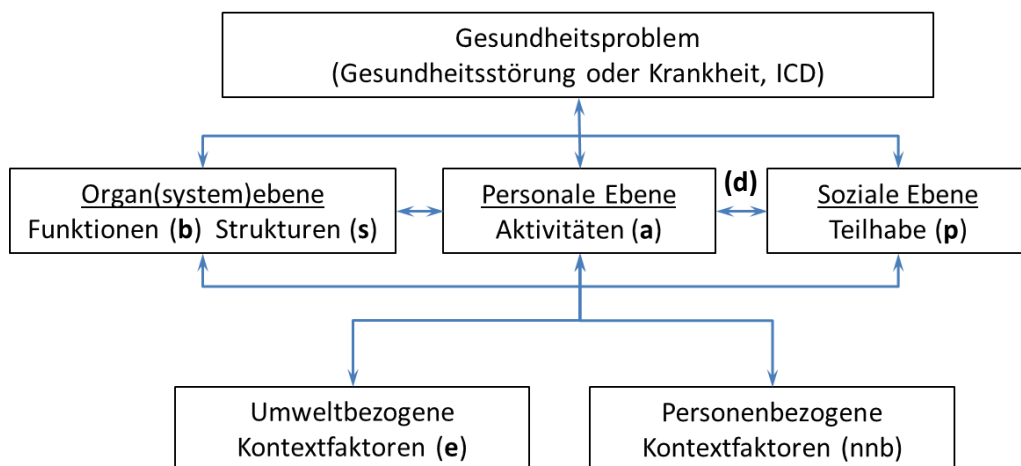 Gesundheitsproblem
(Gesundheitsstörung oder Krankheit, ICD)
Organ(system)ebene
Funktionen (b) Strukturen (s)
Personale Ebene
Aktivitäten (a)
(d)
Soziale Ebene
Teilhabe (p)
Umweltbezogene
Kontextfaktoren (e)
Personenbezogene
Kontextfaktoren (nnb)